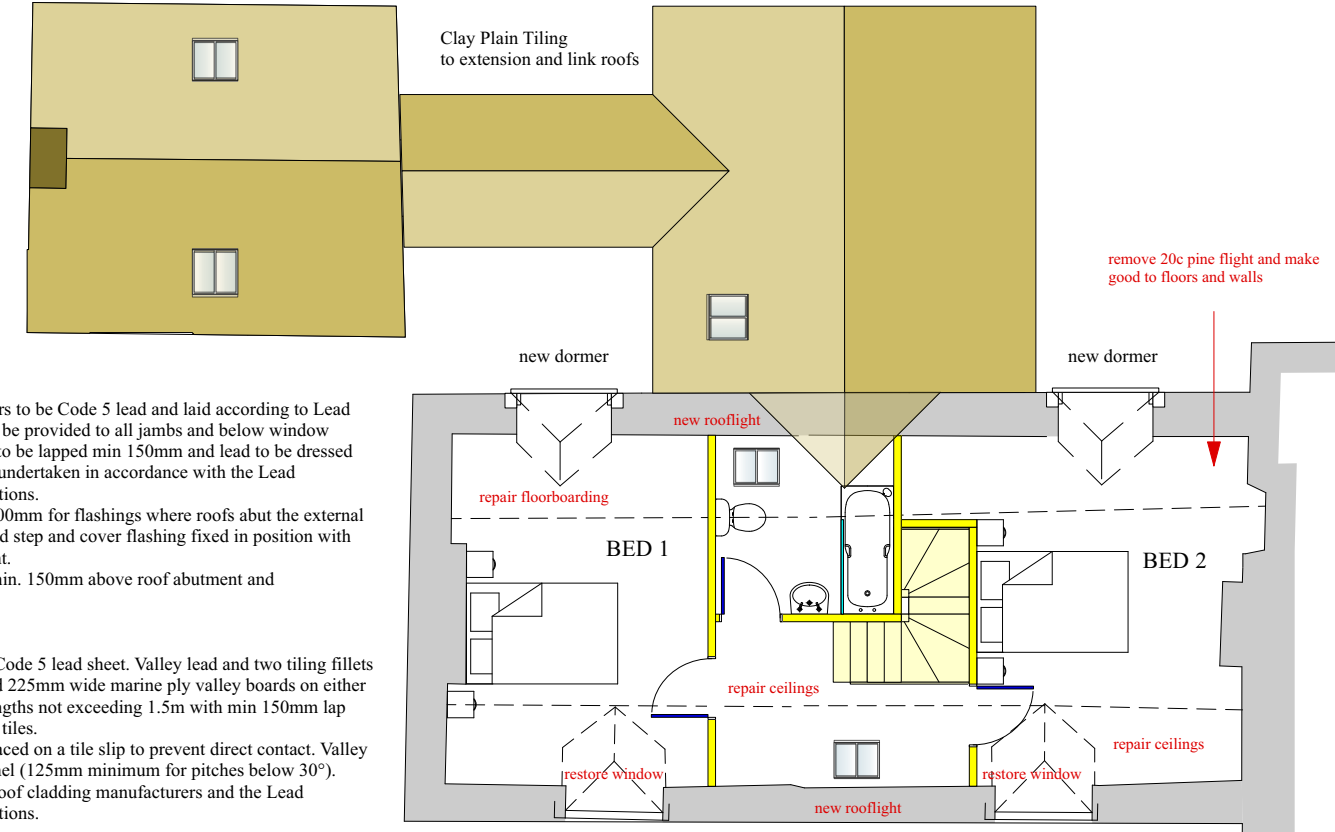 Clay Plain Tiling
to extension and link roofs
remove 20c pine flight and make
good to floors and walls
new dormer
new dormer
rs to be Code 5 lead and laid according to Lead
be provided to all jambs and below window
to be lapped min 150mm and lead to be dressed
undertaken in accordance with the Lead
tions.
00mm for flashings where roofs abut the external
d step and cover flashing fixed in position with
nt.
min. 150mm above roof abutment and
new rooflight
repair floorboarding
BED 1
BED 2
Code 5 lead sheet. Valley lead and two tiling fillets
l 225mm wide marine ply valley boards on either
ngths not exceeding 1.5m with min 150mm lap
tiles.
aced on a tile slip to prevent direct contact. Valley
nel (125mm minimum for pitches below 30°).
oof cladding manufacturers and the Lead
tions.
repair ceilings
repair ceilings
restore window
restore window
new rooflight